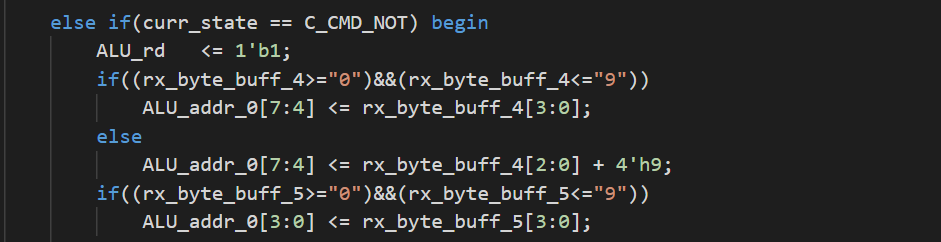 else if(curr_state == C_CMD_NOT) begin
ALU_rd   <= 1'b1;
if((rx_byte_buff_4>="0")&&(rx_byte_buff_4<="9"))
ALU_addr_0[7:4] <= rx_byte_buff_4[3:0];
else
ALU_addr_0[7:4] <= rx_byte_buff_4[2:0] + 4'h9;
if((rx_byte_buff_5>="0")&&(rx_byte_buff_5<="9"))
ALU_addr_0[3:0] <= rx_byte_buff_5[3:0];